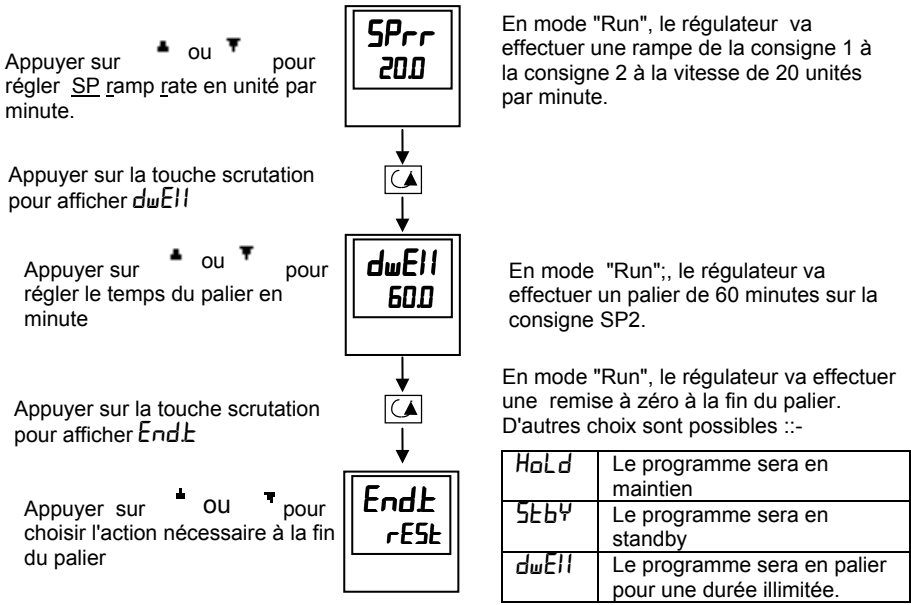 Appuyer sur ou pour
régler SP ramp rate en unité par
minute.
SPrr
20.0
En mode "Run", le régulateur va
effectuer une rampe de la consigne 1 à
la consigne 2 à la vitesse de 20 unités
par minute.
Appuyer sur la touche scrutation
pour afficher dwEll
Appuyer sur ou pour
régler le temps du palier en
minute
dwEll
60.0
En mode "Run";, le régulateur va
effectuer un palier de 60 minutes sur la
consigne SP2.
Appuyer sur la touche scrutation
pour afficher End.t
Appuyer sur ou pour
choisir l'action nécessaire à la fin
du palier
End.t
rESt
En mode "Run", le régulateur va effectuer
une remise à zéro à la fin du palier.
D'autres choix sont possibles ::-
HoLd Le programme sera en
maintien
StbY Le programme sera en
standby
dwEll Le programme sera en palier
pour une durée illimitée.